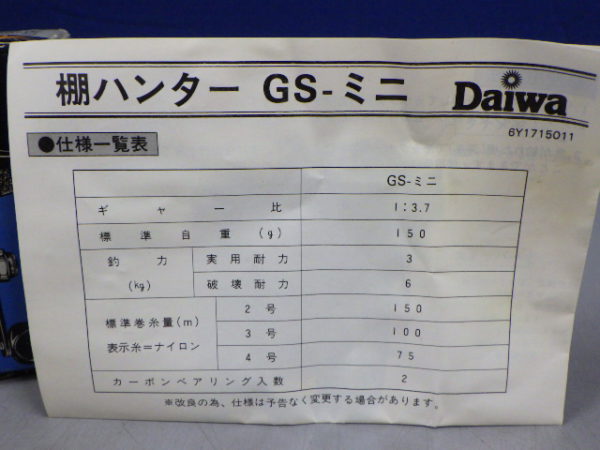 棚ハンター GS-ミニ Daiwa
6Y1715011
●仕様一覧表
GS-ミニ
ギャー比 1:3.7
標準自重(g) 150
釣力(kg) 実用耐力 3
破壊耐力 6
標準巻糸量(m) 表示糸=ナイロン 2号 150
3号 100
4号 75
カーボンベアリング入数 2
※改良の為、仕様は予告なく変更する場合があります。